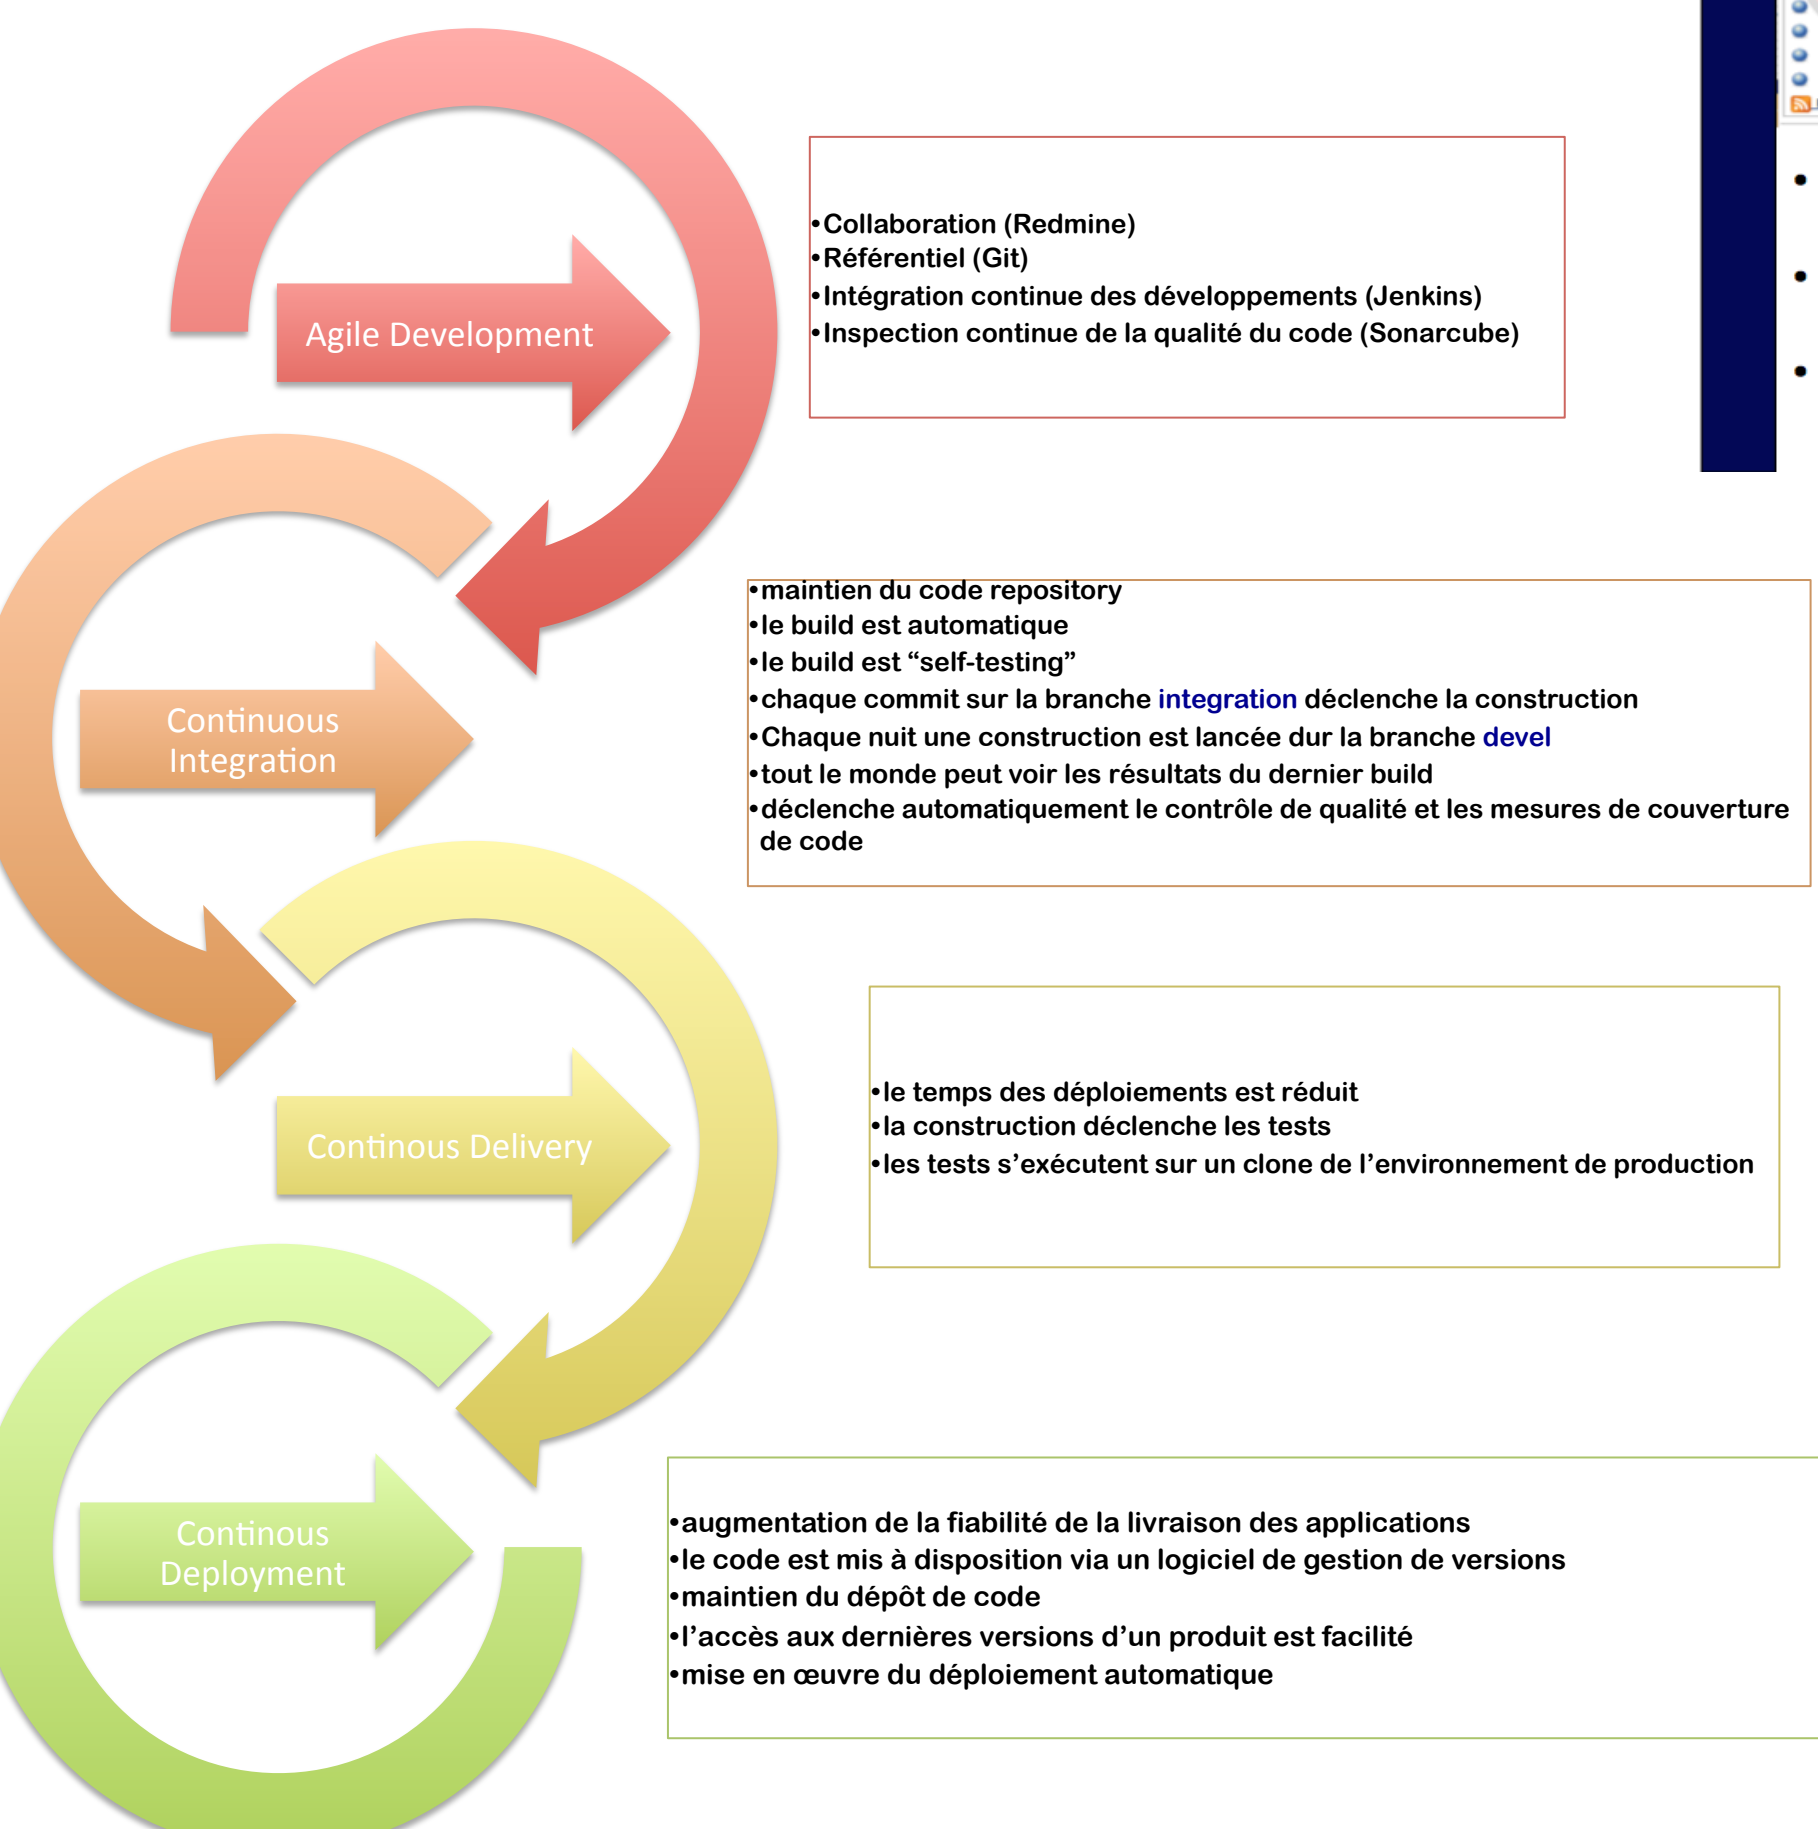 Agile Development
•Collaboration (Redmine)
•Référentiel (Git)
•Intégration continue des développements (Jenkins)
•Inspection continue de la qualité du code (Sonarcube)
Continuous
Integration
•maintien du code repository
•le build est automatique
•le build est “self-testing”
•chaque commit sur la branche integration déclenche la construction
•Chaque nuit une construction est lancée dur la branche devel
•tout le monde peut voir les résultats du dernier build
•déclenche automatiquement le contrôle de qualité et les mesures de couverture
de code
Continous Delivery
•le temps des déploiements est réduit
•la construction déclenche les tests
•les tests s’exécutent sur un clone de l’environnement de production
Continous
Deployment
•augmentation de la fiabilité de la livraison des applications
•le code est mis à disposition via un logiciel de gestion de versions
•maintien du dépôt de code
•l’accès aux dernières versions d’un produit est facilité
•mise en œuvre du déploiement automatique